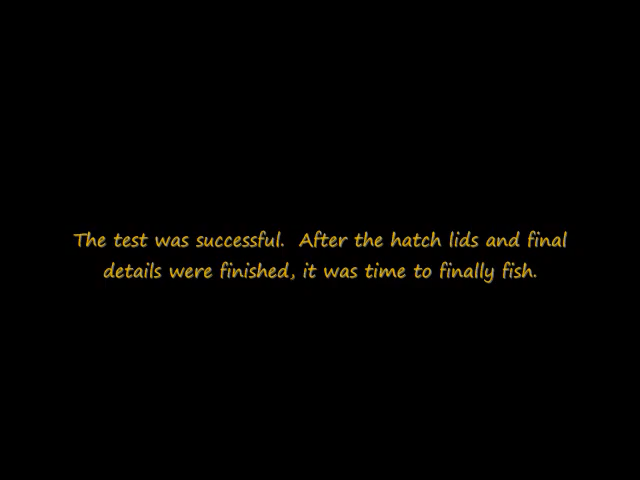 The test was successful.  After the hatch lids and final
details were finished, it was time to finally fish.